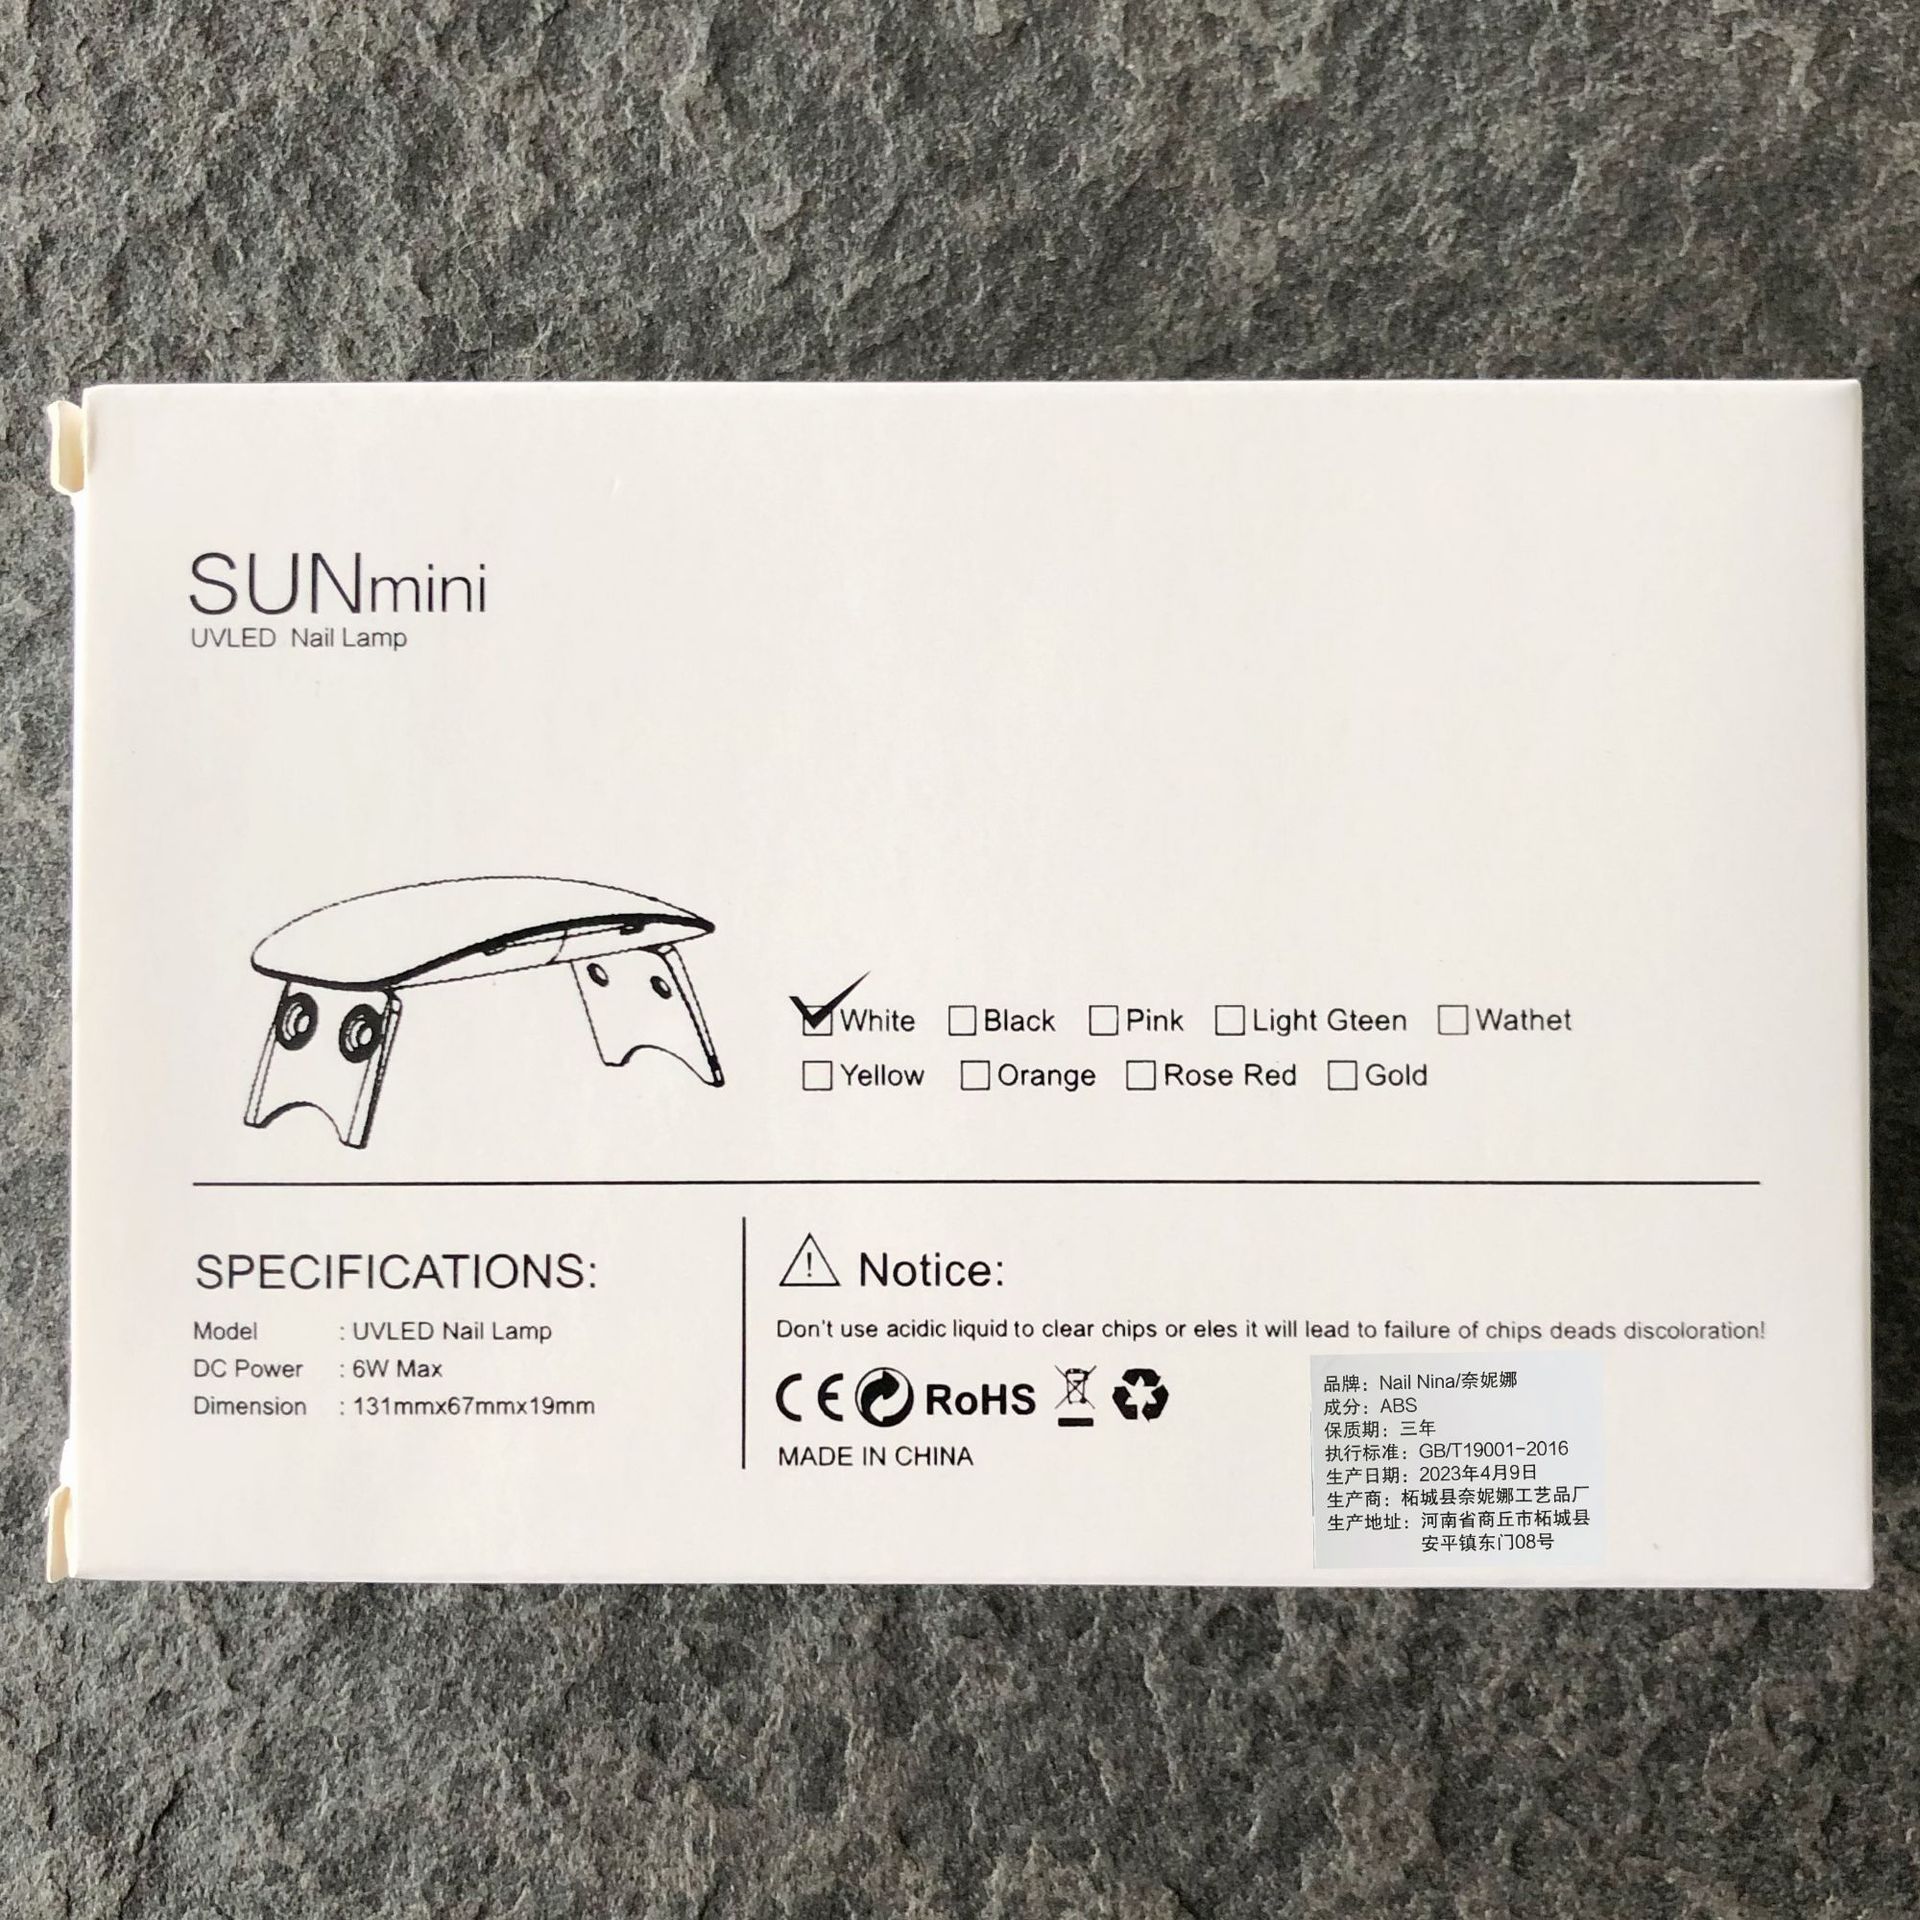 SUNmini
UVLED Nail Lamp
White Black Pink Light Gteen Wathet
Yellow Orange Rose Red Gold
SPECIFICATIONS:
Model : UVLED Nail Lamp
DC Power : 6W Max
Dimension : 131mmx67mmx19mm
Notice:
Don't use acidic liquid to clear chips or eles it will lead to failure of chips deads discoloration!
CE RoHS
MADE IN CHINA
品牌：Nail Nina/奈妮娜
成分：ABS
保质期：三年
执行标准：GB/T19001-2016
生产日期：2023年4月9日
生产商：柘城县奈妮娜工艺品厂
生产地址：河南省商丘市柘城县
安平镇东门08号